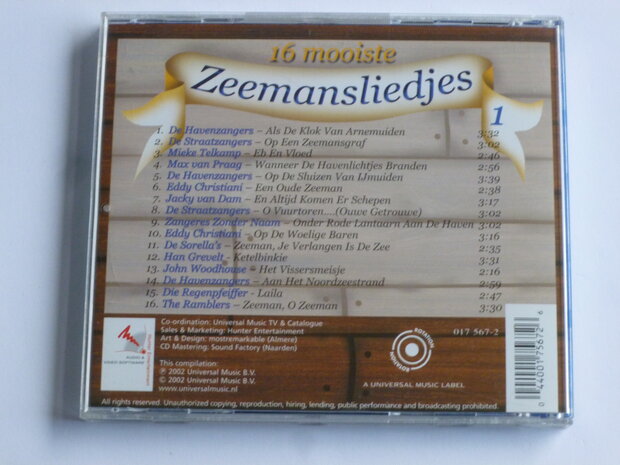 16 mooiste
Zeemansliedjes
1
1. De Havenzangers – Als De Klok Van Arnemuiden 3:32
2. De Straatzangers – Op Een Zeemansgraf 3:02
3. Mieke Telkamp – Eb En Vloed 2:46
4. Max van Praag – Wanneer De Havenlichtjes Branden 2:56
5. De Havenzangers – Op De Sluizen Van IJmuiden 3:39
6. Eddy Christiani – Een Oude Zeeman 2:38
7. Jacky van Dam – En Altijd Komen Er Schepen 3:17
8. De Straatzangers – O Vuurtoren....(Ouwe Getrouwe) 3:02
9. Zangeres Zonder Naam – Onder Rode Lantaarn Aan De Haven 3:02
10. Eddy Christiani – Op De Woelige Baren 3:16
11. De Sorella's – Zeeman, Je Verlangen Is De Zee 2:35
12. Han Grevelt – Ketelbinkie 3:31
13. John Woodhouse – Het Vissersmeisje 2:16
14. De Havenzangers – Aan Het Noordzeestrand 2:59
15. Die Regenpfeiffer - Laila 2:47
16. The Ramblers – Zeeman, O Zeeman 3:30
Co-ordination: Universal Music TV & Catalogue
Sales & Marketing: Hunter Entertainment
Art & Design: mostremarkable (Almere)
CD Mastering: Sound Factory (Naarden)
This compilation:
℗ 2002 Universal Music B.V.
© 2002 Universal Music B.V.
www.universalmusic.nl
AUDIO &
VIDEO SOFTWARE
ROTATION
ROTATION
A UNIVERSAL MUSIC LABEL
017 567-2
0 44001 75672 6
All rights reserved. Unauthorized copying, reproduction, hiring, lending, public performance and broadcasting prohibited.